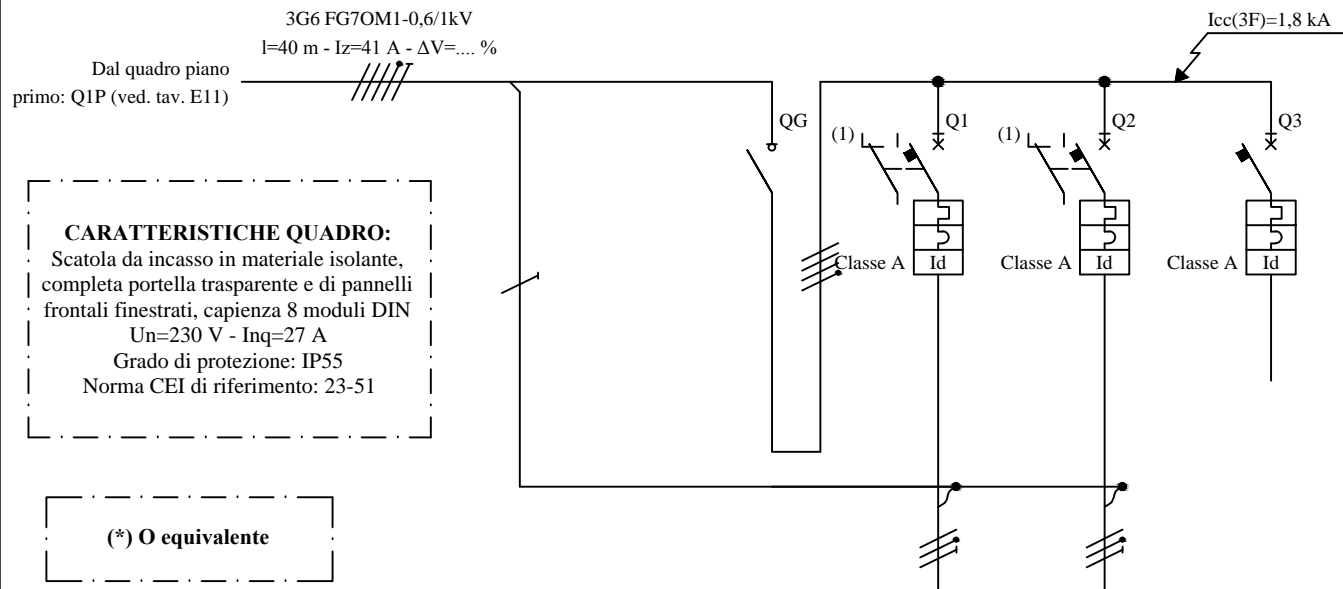 3G6 FG7OM1-0,6/1kV
l=40 m - Iz=41 A - ΔV=.... %
Dal quadro piano
primo: Q1P (ved. tav. E11)
Icc(3F)=1,8 kA
QG
(1)
Q1
(1)
Q2
Q3
Classe A
Id
Classe A
Id
Classe A
Id
CARATTERISTICHE QUADRO:
Scatola da incasso in materiale isolante,
completa portella trasparente e di pannelli
frontali finestrati, capienza 8 moduli DIN
Un=230 V - Inq=27 A
Grado di protezione: IP55
Norma CEI di riferimento: 23-51
(*) O equivalente